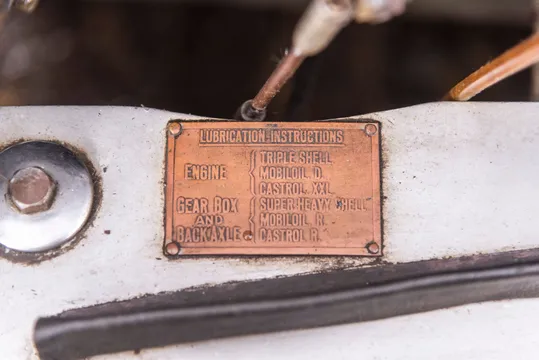 LUBRICATION INSTRUCTIONS
ENGINE
TRIPLE SHELL
MOBILOIL D.
CASTROL XXL
GEAR BOX
AND
BACK AXLE
SUPER HEAVY SHELL
MOBILOIL R.
CASTROL R.